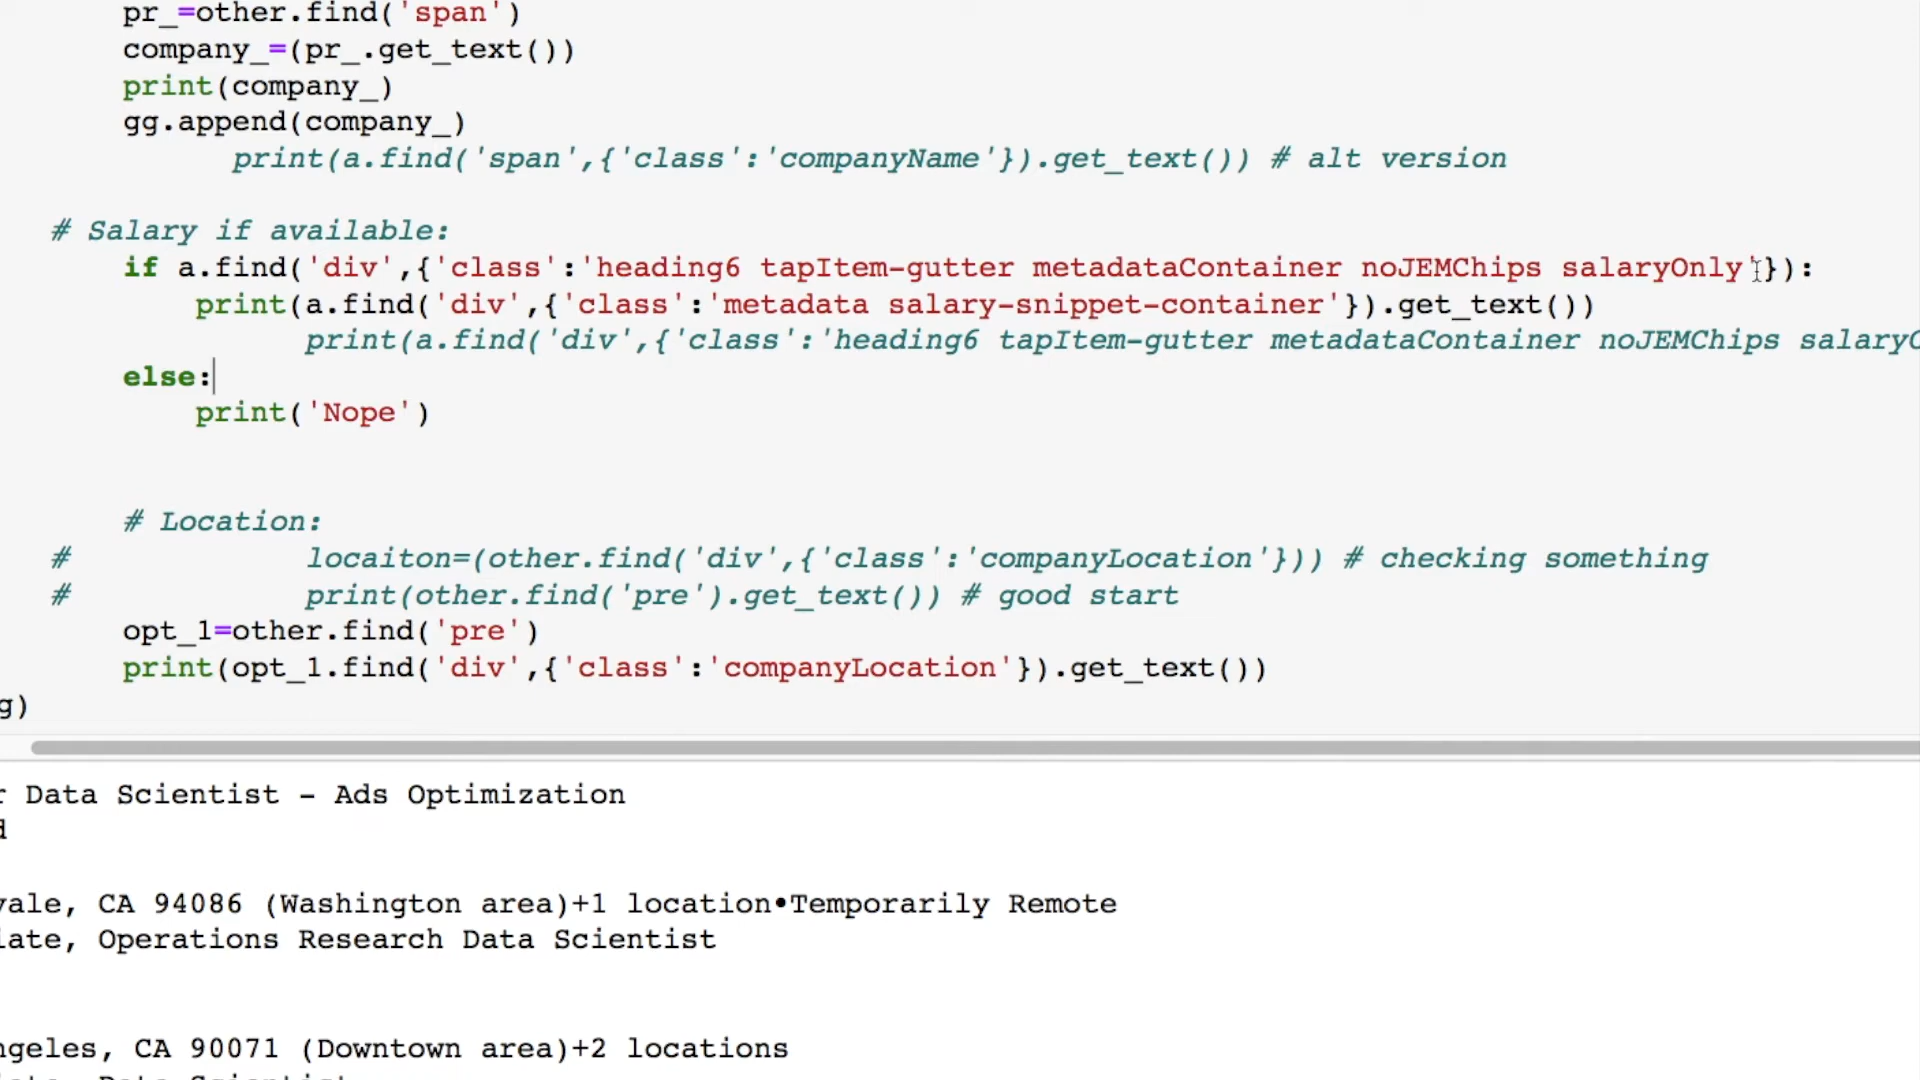 pr_=other.find('span')
company_=(pr_.get_text())
print(company_)
gg.append(company_)
print(a.find('span',{'class':'companyName'}).get_text()) # alt version
# Salary if available:
if a.find('div',{'class':'heading6 tapItem-gutter metadataContainer noJEMChips salaryOnly'}):
print(a.find('div',{'class':'metadata salary-snippet-container'}).get_text())
print(a.find('div',{'class':'heading6 tapItem-gutter metadataContainer noJEMChips salaryO
else:
print('Nope')
# Location:
# locaiton=(other.find('div',{'class':'companyLocation'})) # checking something
# print(other.find('pre').get_text()) # good start
opt_1=other.find('pre')
print(opt_1.find('div',{'class':'companyLocation'}).get_text())
g)
r Data Scientist - Ads Optimization
d
vale, CA 94086 (Washington area)+1 location•Temporarily Remote
late, Operations Research Data Scientist
ngeles, CA 90071 (Downtown area)+2 locations
Data Scientist